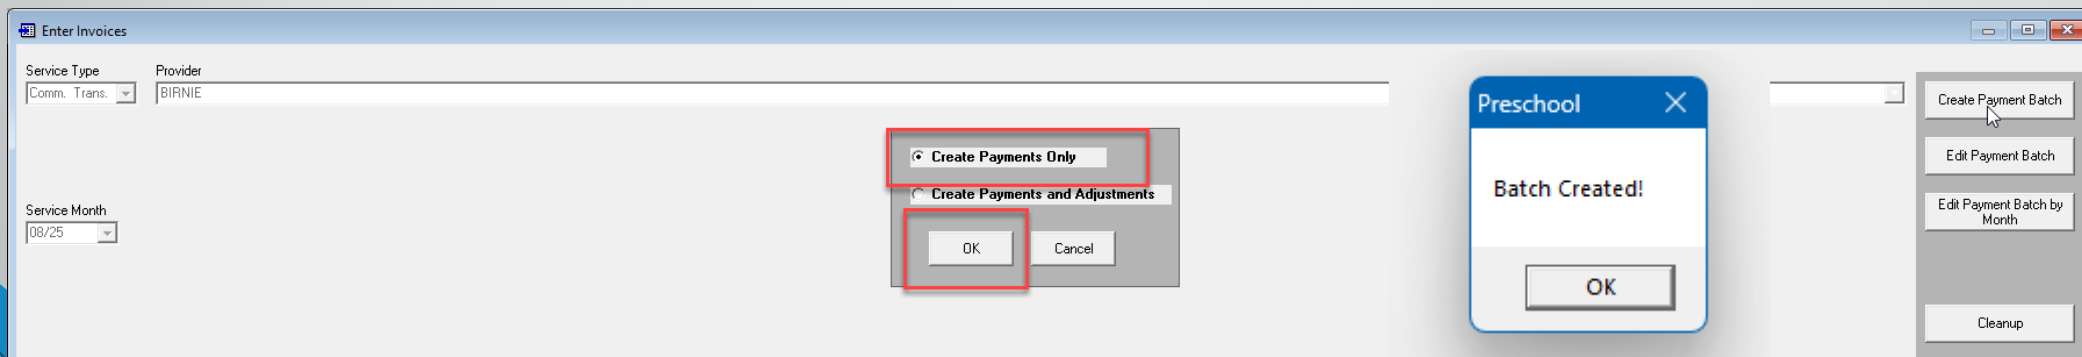 Enter Invoices
Service Type
Provider
Comm. Trans.
BIRNIE
Service Month
08/25
Create Payments Only
Create Payments and Adjustments
OK
Cancel
Preschool
Batch Created!
OK
Create Payment Batch
Edit Payment Batch
Edit Payment Batch by
Month
Cleanup